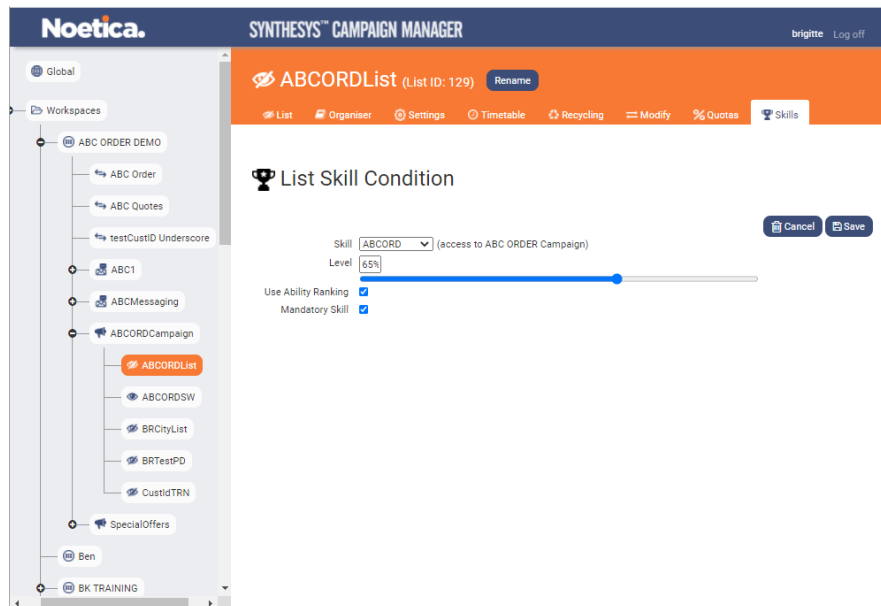 Noetica.
SYNTHESYS™ CAMPAIGN MANAGER
brigitte Log off
Global
Workspaces
ABC ORDER DEMO
ABC Order
ABC Quotes
testCustID Underscore
ABC1
ABCMessaging
ABCORDCampaign
ABCORDList
ABCORDSW
BRCityList
BRTestPD
CustIdTRN
SpecialOffers
Ben
BK TRAINING
ABCORDList (List ID: 129) Rename
List Organiser Settings Timetable Recycling Modify Quotas Skills
List Skill Condition
Cancel Save
Skill ABCORD (access to ABC ORDER Campaign)
Level 65%
Use Ability Ranking
Mandatory Skill